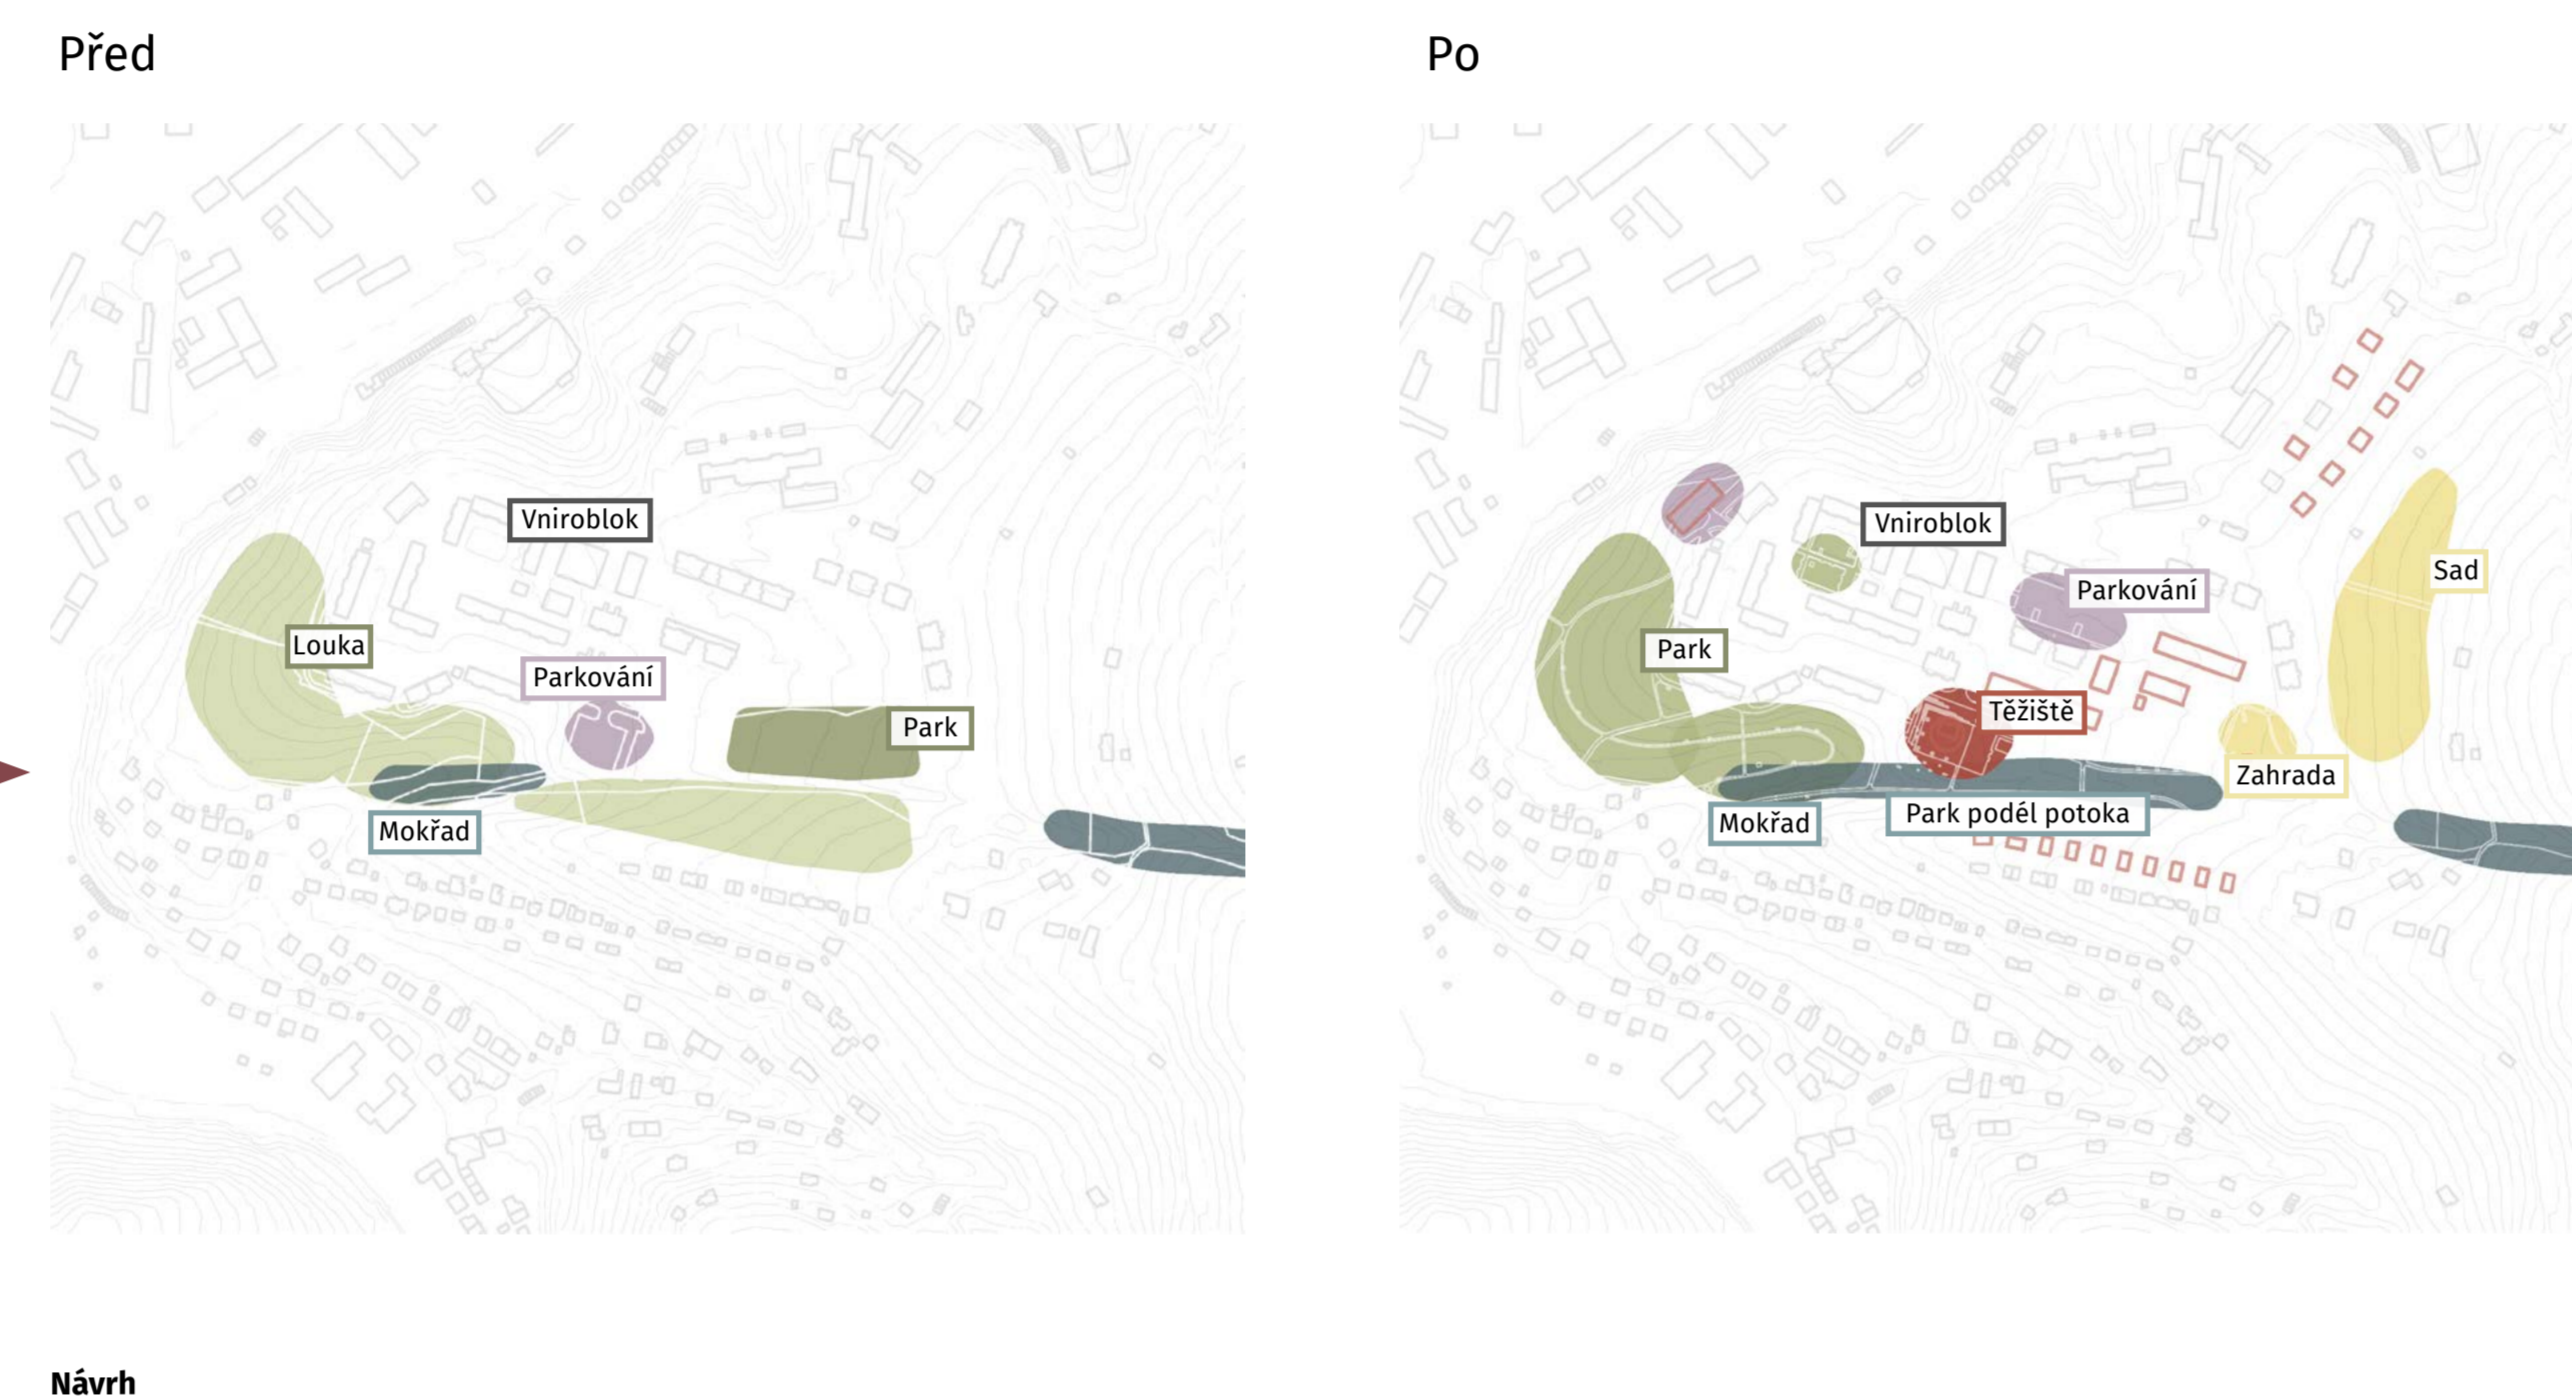 Před
Po
Vniroblok
Louka
Parkování
Park
Mokřad
Vniroblok
Parkování
Sad
Park
Těžiště
Zahrada
Mokřad
Park podél potoka
Návrh